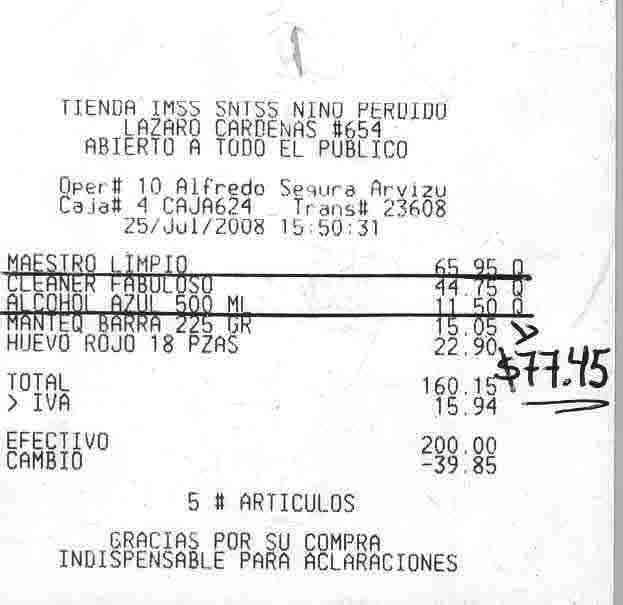 TIENDA IMSS SNTSS NINO PERDIDO
LAZARO CARDENAS #654
ABIERTO A TODO EL PUBLICO
Oper# 10 Alfredo Segura Arvizu
Caja# 4 CAJA624 Trans# 23608
25/Jul/2008 15:50:31
MAESTRO LIMPIO 65.95 Q
CLEANER FABULOSO 44.75 Q
ALCOHOL AZUL 500 ML 11.50 Q
MANTEQ BARRA 225 GR 15.05
HUEVO ROJO 18 PZAS 22.90
$77.45
TOTAL 160.15
> IVA 15.94
EFECTIVO 200.00
CAMBIO -39.85
5 # ARTICULOS
GRACIAS POR SU COMPRA
INDISPENSABLE PARA ACLARACIONES